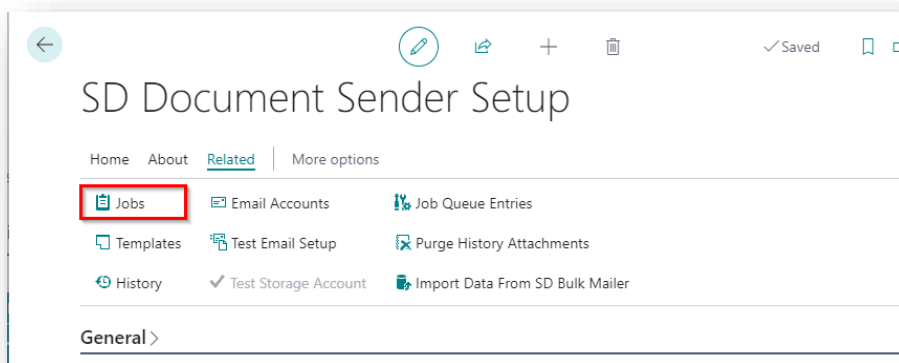 Saved
SD Document Sender Setup
Home About Related More options
Jobs Email Accounts Job Queue Entries
Templates Test Email Setup Purge History Attachments
History Test Storage Account Import Data From SD Bulk Mailer
General